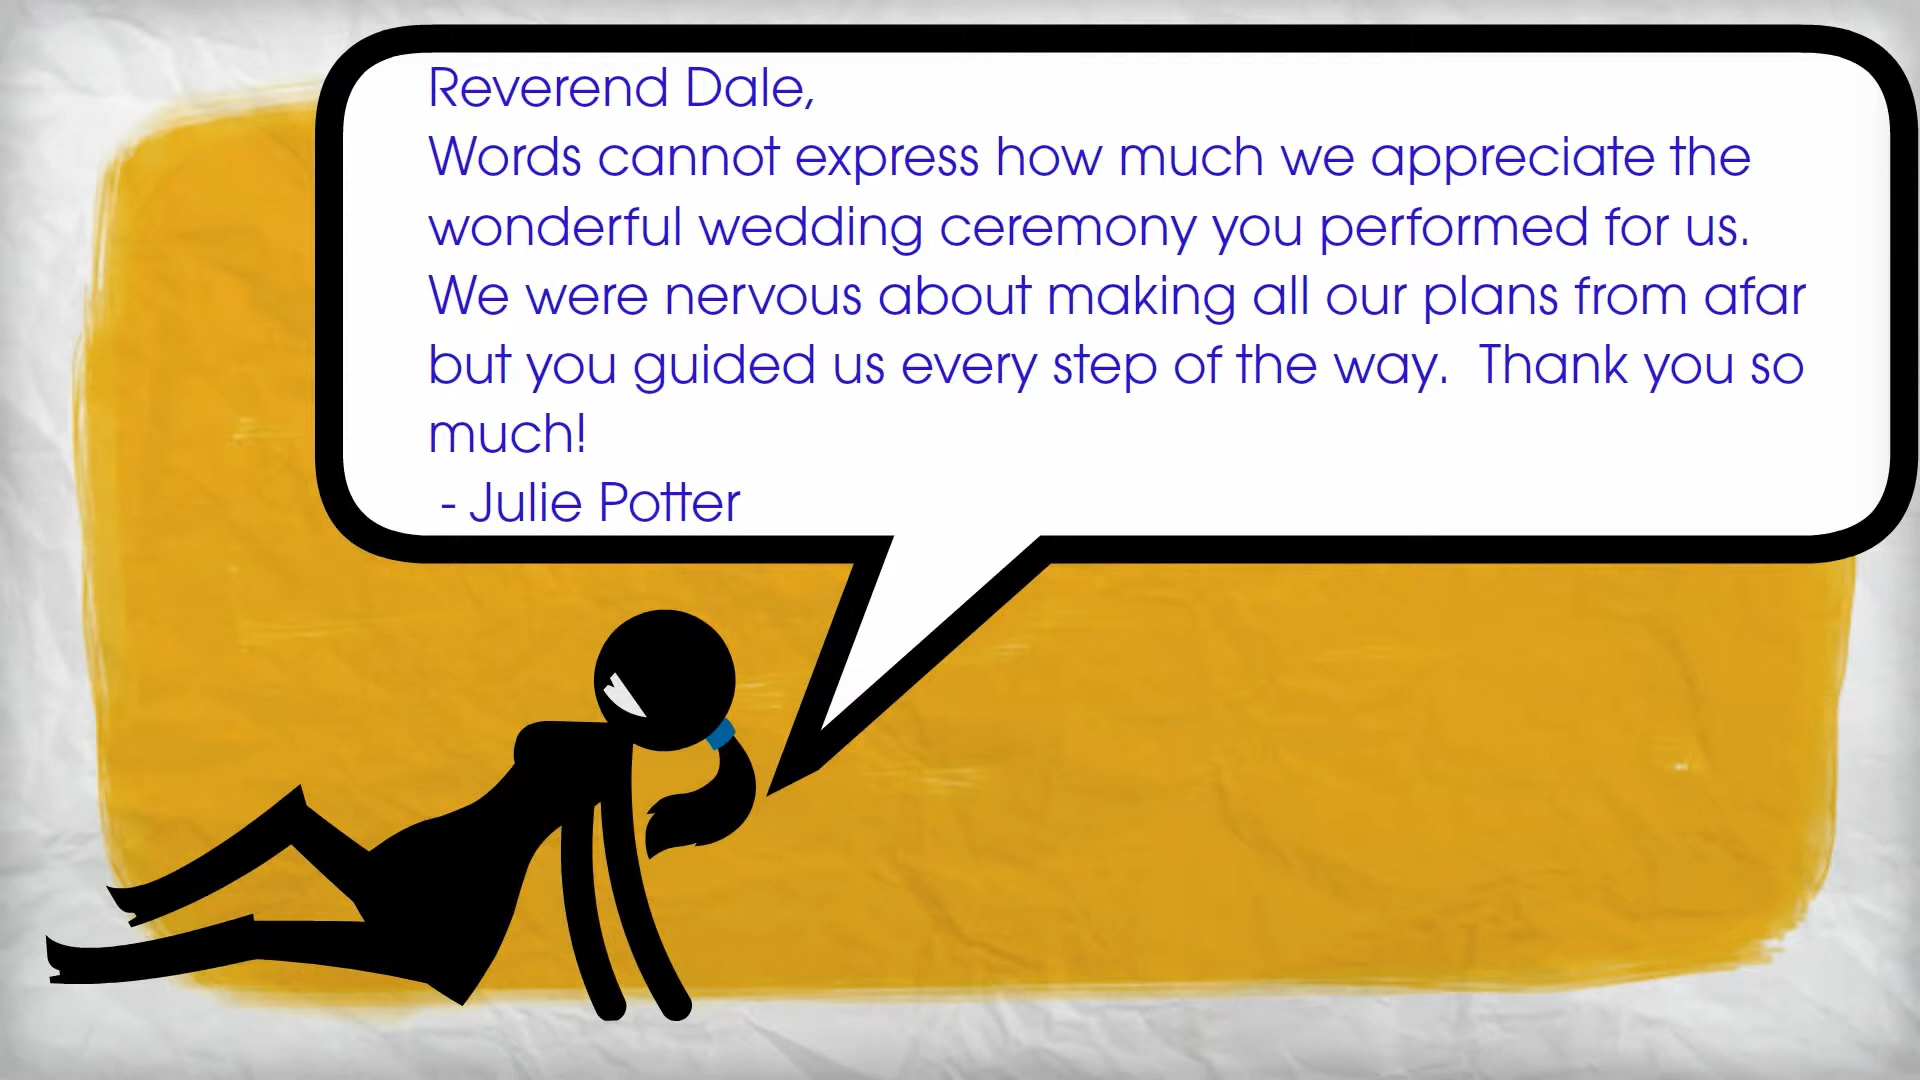 Reverend Dale,
Words cannot express how much we appreciate the
wonderful wedding ceremony you performed for us.
We were nervous about making all our plans from afar
but you guided us every step of the way.  Thank you so
much!
- Julie Potter